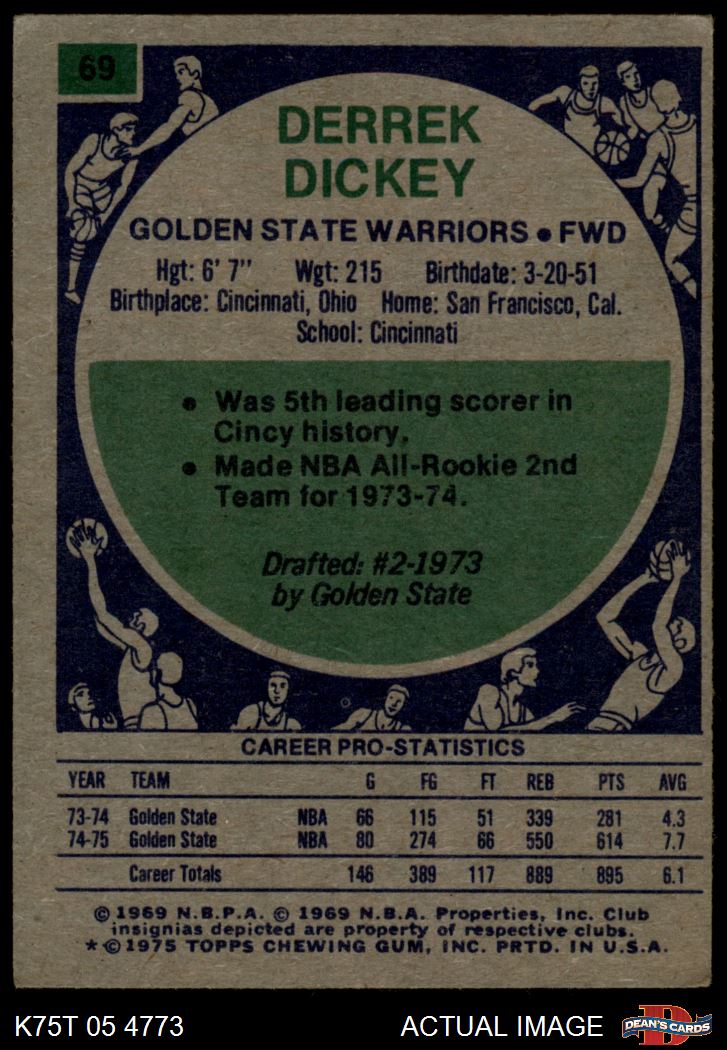 69
DERREK
DICKEY
GOLDEN STATE WARRIORS • FWD
Hgt: 6' 7" Wgt: 215 Birthdate: 3-20-51
Birthplace: Cincinnati, Ohio Home: San Francisco, Cal.
School: Cincinnati
• Was 5th leading scorer in
Cincy history.
• Made NBA All-Rookie 2nd
Team for 1973-74.
Drafted: #2-1973
by Golden State
CAREER PRO-STATISTICS
YEAR TEAM G FG FT REB PTS AVG
73-74 Golden State NBA 66 115 51 339 281 4.3
74-75 Golden State NBA 80 274 66 550 614 7.7
Career Totals 146 389 117 889 895 6.1
© 1969 N.B.P.A. © 1969 N.B.A. Properties, Inc. Club
insignias depicted are property of respective clubs.
* © 1975 TOPPS CHEWING GUM, INC. PRTD. IN U.S.A.
K75T 05 4773 ACTUAL IMAGE D DEAN'S CARDS